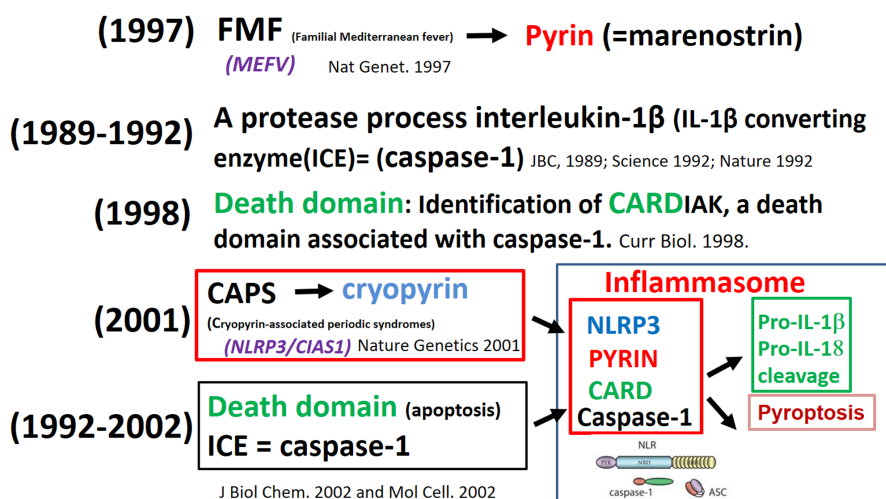 (1997) FMF (Familial Mediterranean fever) Pyrin (=marenostrin)
(MEFV) Nat Genet. 1997
(1989-1992) A protease process interleukin-1β (IL-1β converting
enzyme(ICE)= (caspase-1) JBC, 1989; Science 1992; Nature 1992
(1998) Death domain: Identification of CARDIAK, a death
domain associated with caspase-1. Curr Biol. 1998.
(2001) CAPS cryopyrin
(Cryopyrin-associated periodic syndromes)
(NLRP3/CIAS1) Nature Genetics 2001
(1992-2002) Death domain (apoptosis)
ICE = caspase-1
J Biol Chem. 2002 and Mol Cell. 2002
Inflammasome
NLRP3
PYRIN
CARD
Caspase-1
Pro-IL-1β
Pro-IL-18
cleavage
Pyroptosis
NLR
PYR NBD
caspase-1 ASC